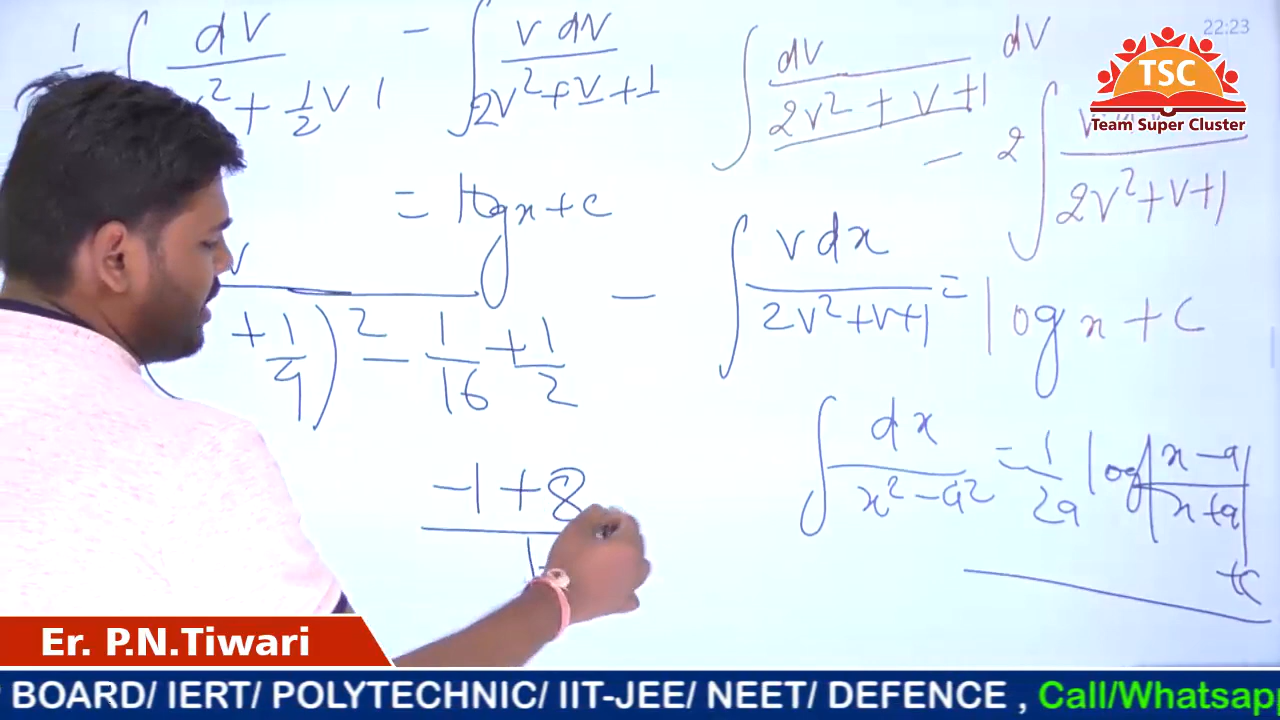 1 ∫ dv / v² + 1/2 v 1 − ∫ v dv / 2v² + v + 1
= log x + c
v
+ 1/4)² − 1/16 + 1/2
−1 + 8
∫ dv / 2v² + v + 1
dv
− 2 ∫ / 2v² + v + 1
− ∫ v dx / 2v² + v + 1 = log x + c
∫ dx / x² − a² = 1/2a log |x − a / x + a|
+c
22:23
TSC
Team Super Cluster
Er. P.N.Tiwari
BOARD/ IERT/ POLYTECHNIC/ IIT-JEE/ NEET/ DEFENCE , Call/Whatsapp